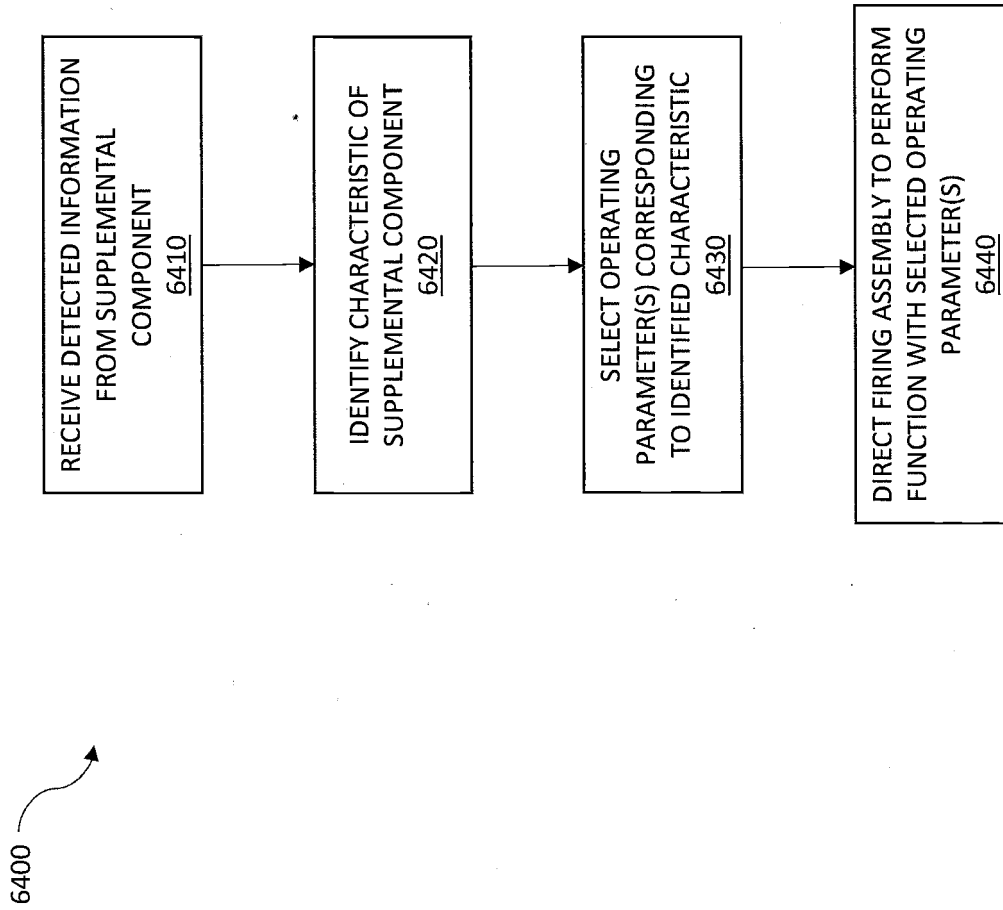 6400
RECEIVE DETECTED INFORMATION
FROM SUPPLEMENTAL
COMPONENT
6410
IDENTIFY CHARACTERISTIC OF
SUPPLEMENTAL COMPONENT
6420
SELECT OPERATING
PARAMETER(S) CORRESPONDING
TO IDENTIFIED CHARACTERISTIC
6430
DIRECT FIRING ASSEMBLY TO PERFORM
FUNCTION WITH SELECTED OPERATING
PARAMETER(S)
6440